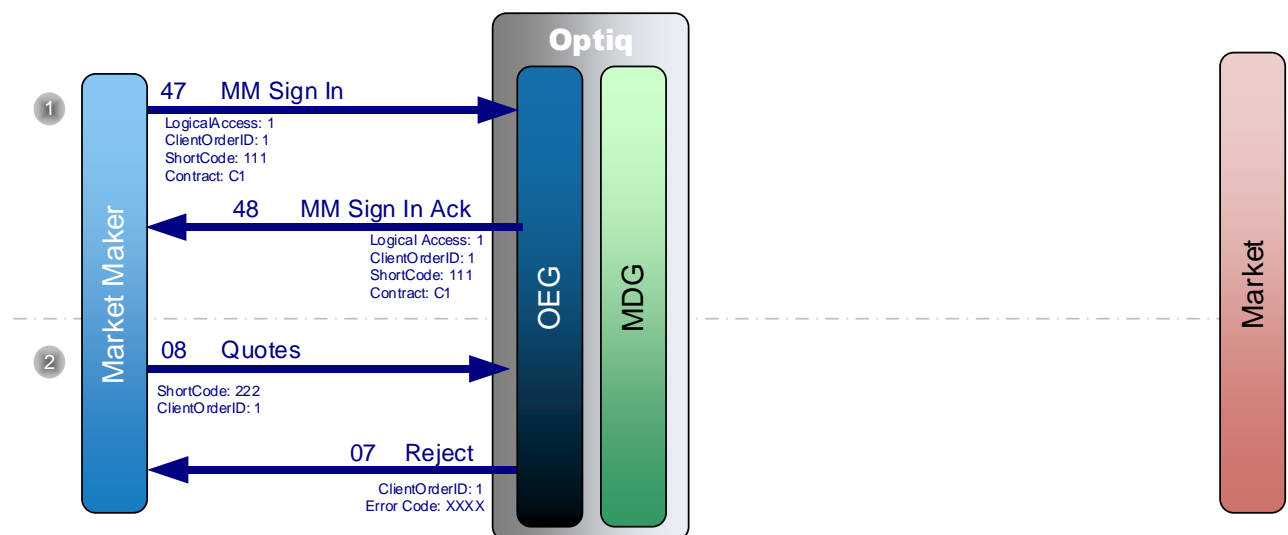 Optiq
1
47 MM Sign In
LogicalAccess: 1
ClientOrderID: 1
ShortCode: 111
Contract: C1
48 MM Sign In Ack
Logical Access: 1
ClientOrderID: 1
ShortCode: 111
Contract: C1
Market Maker
OEG
MDG
Market
2
08 Quotes
ShortCode: 222
ClientOrderID: 1
07 Reject
ClientOrderID: 1
Error Code: XXXX